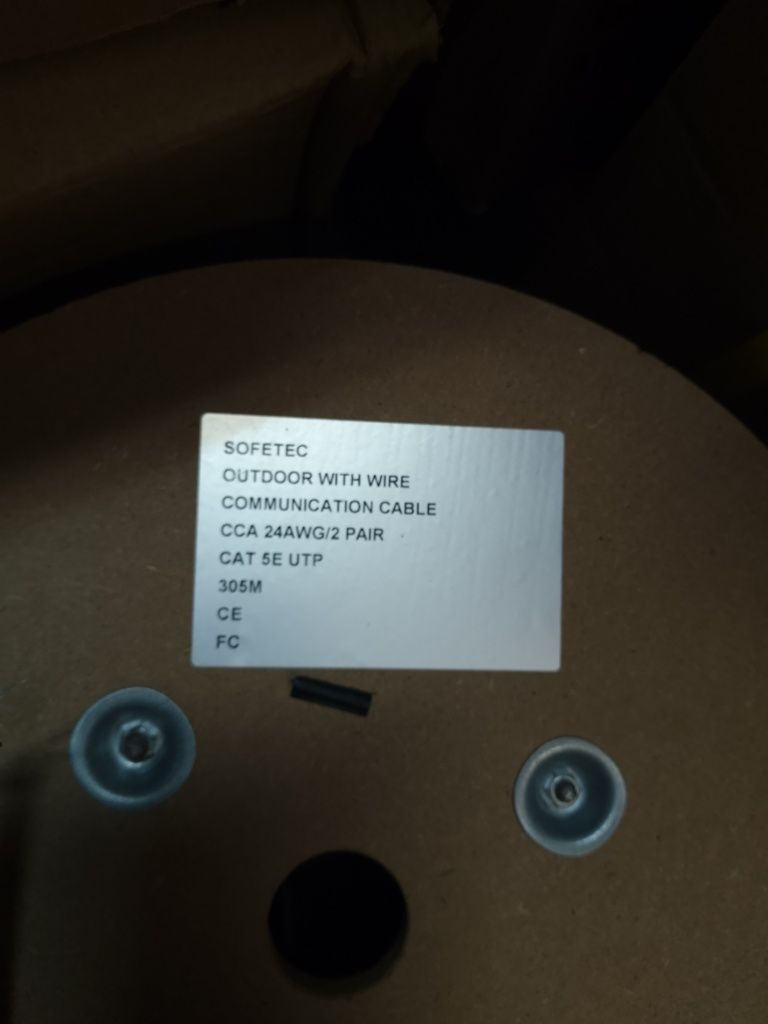 SOFETEC
OUTDOOR WITH WIRE
COMMUNICATION CABLE
CCA 24AWG/2 PAIR
CAT 5E UTP
305M
CE
FC